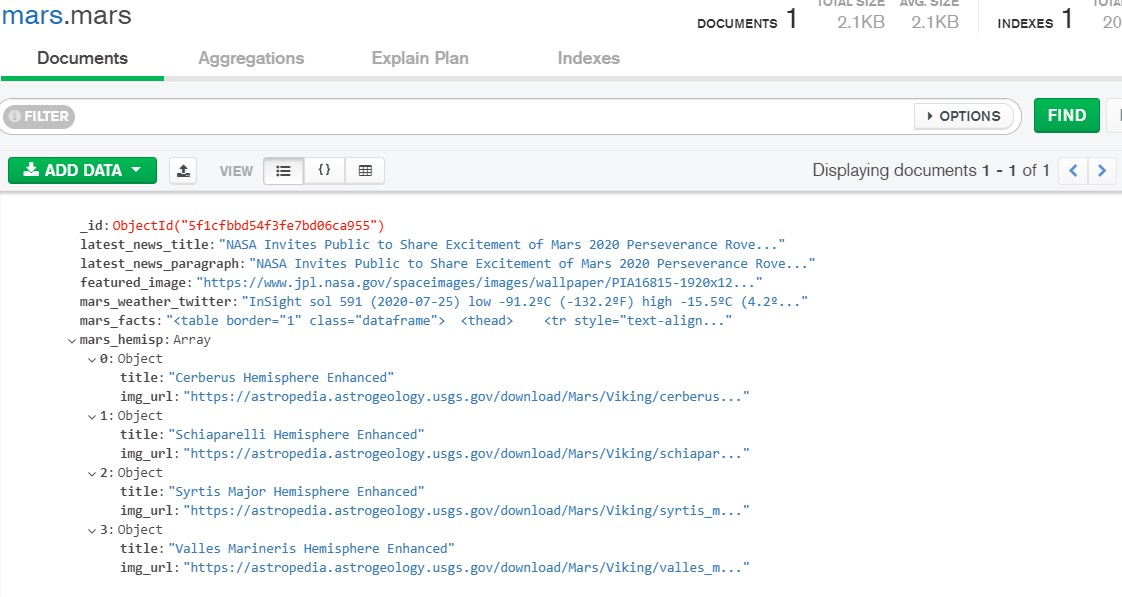 mars.mars
DOCUMENTS 1 TOTAL SIZE 2.1KB AVG. SIZE 2.1KB INDEXES 1
Documents Aggregations Explain Plan Indexes
FILTER OPTIONS FIND
ADD DATA VIEW {} Displaying documents 1 - 1 of 1
_id: ObjectId("5f1cfbbd54f3fe7bd06ca955")
latest_news_title: "NASA Invites Public to Share Excitement of Mars 2020 Perseverance Rove..."
latest_news_paragraph: "NASA Invites Public to Share Excitement of Mars 2020 Perseverance Rove..."
featured_image: "https://www.jpl.nasa.gov/spaceimages/images/wallpaper/PIA16815-1920x12..."
mars_weather_twitter: "InSight sol 591 (2020-07-25) low -91.2ºC (-132.2ºF) high -15.5ºC (4.2º..."
mars_facts: "<table border="1" class="dataframe"> <thead> <tr style="text-align..."
mars_hemisp: Array
0: Object
title: "Cerberus Hemisphere Enhanced"
img_url: "https://astropedia.astrogeology.usgs.gov/download/Mars/Viking/cerberus..."
1: Object
title: "Schiaparelli Hemisphere Enhanced"
img_url: "https://astropedia.astrogeology.usgs.gov/download/Mars/Viking/schiapar..."
2: Object
title: "Syrtis Major Hemisphere Enhanced"
img_url: "https://astropedia.astrogeology.usgs.gov/download/Mars/Viking/syrtis_m..."
3: Object
title: "Valles Marineris Hemisphere Enhanced"
img_url: "https://astropedia.astrogeology.usgs.gov/download/Mars/Viking/valles_m..."